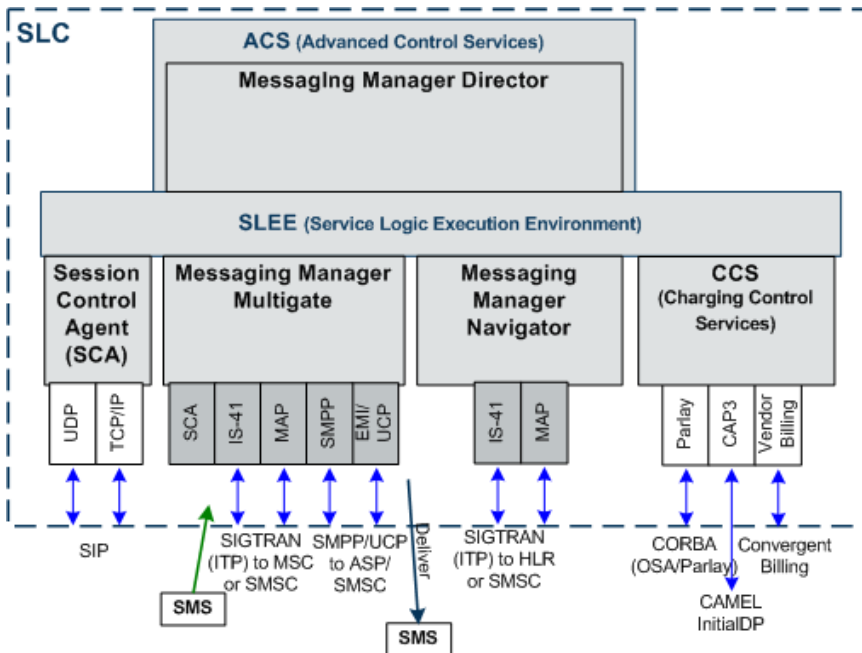 SLC
ACS (Advanced Control Services)
Messaging Manager Director
SLEE (Service Logic Execution Environment)
Session
Control
Agent
(SCA)
Messaging Manager
Multigate
Messaging
Manager
Navigator
CCS
(Charging Control
Services)
UDP
TCP/IP
SCA
IS-41
MAP
SMPP
EMI/
UCP
IS-41
MAP
Parlay
CAP3
Vendor
Billing
SIP
SIGTRAN
(ITP) to MSC
or SMSC
SMPP/UCP
to ASP/
SMSC
Deliver
SIGTRAN
(ITP) to HLR
or SMSC
CORBA
(OSA/Parlay)
Convergent
Billing
CAMEL
InitialDP
SMS
SMS